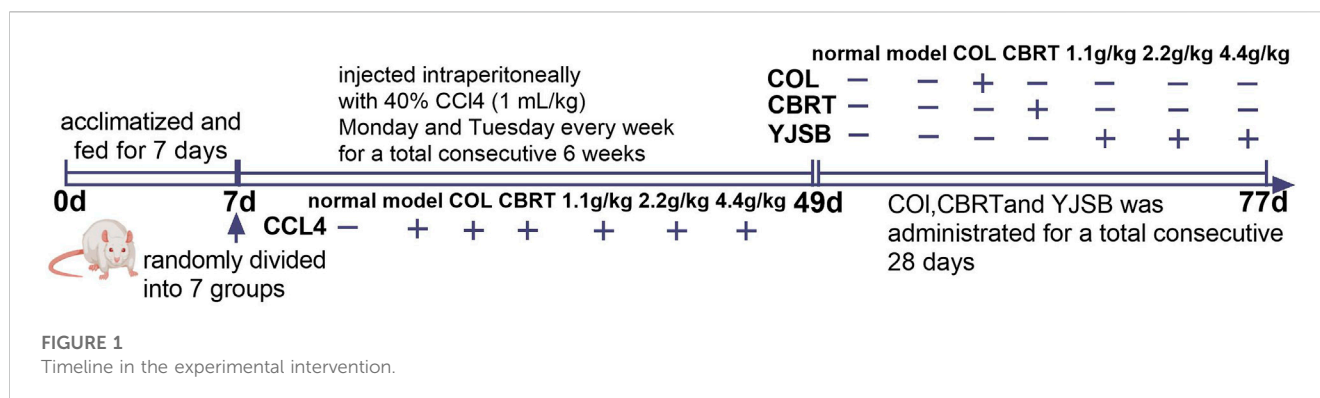 acclimatized and
fed for 7 days
injected intraperitoneally
with 40% CCl4 (1 mL/kg)
Monday and Tuesday every week
for a total consecutive 6 weeks
normal model COL CBRT 1.1g/kg 2.2g/kg 4.4g/kg
COL − − + − − − −
CBRT − − − + − − −
YJSB − − − − + + +
0d 7d 49d 77d
normal model COL CBRT 1.1g/kg 2.2g/kg 4.4g/kg
CCL4 − + + + + + +
randomly divided
into 7 groups
COI,CBRTand YJSB was
administrated for a total consecutive
28 days
FIGURE 1
Timeline in the experimental intervention.